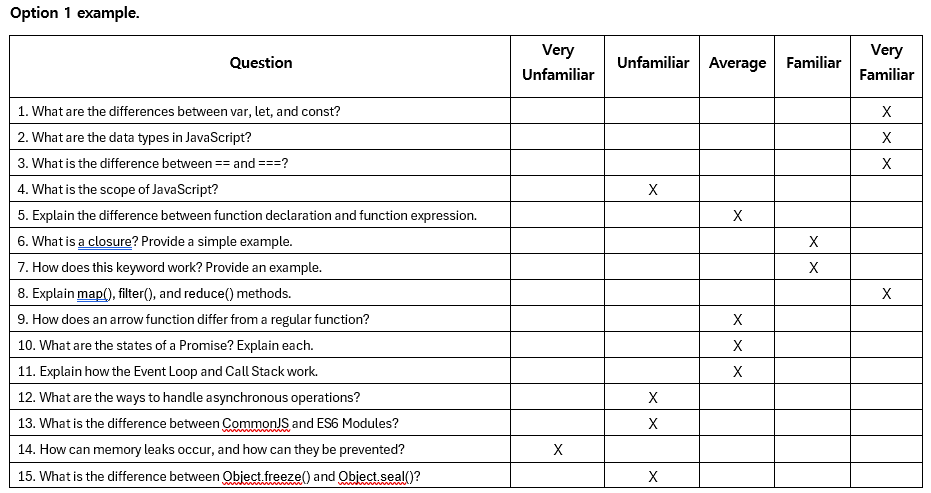 Option 1 example.
Question Very Unfamiliar Unfamiliar Average Familiar Very Familiar
1. What are the differences between var, let, and const? X
2. What are the data types in JavaScript? X
3. What is the difference between == and ===? X
4. What is the scope of JavaScript? X
5. Explain the difference between function declaration and function expression. X
6. What is a closure? Provide a simple example. X
7. How does this keyword work? Provide an example. X
8. Explain map(), filter(), and reduce() methods. X
9. How does an arrow function differ from a regular function? X
10. What are the states of a Promise? Explain each. X
11. Explain how the Event Loop and Call Stack work. X
12. What are the ways to handle asynchronous operations? X
13. What is the difference between CommonJS and ES6 Modules? X
14. How can memory leaks occur, and how can they be prevented? X
15. What is the difference between Object.freeze() and Object.seal()? X